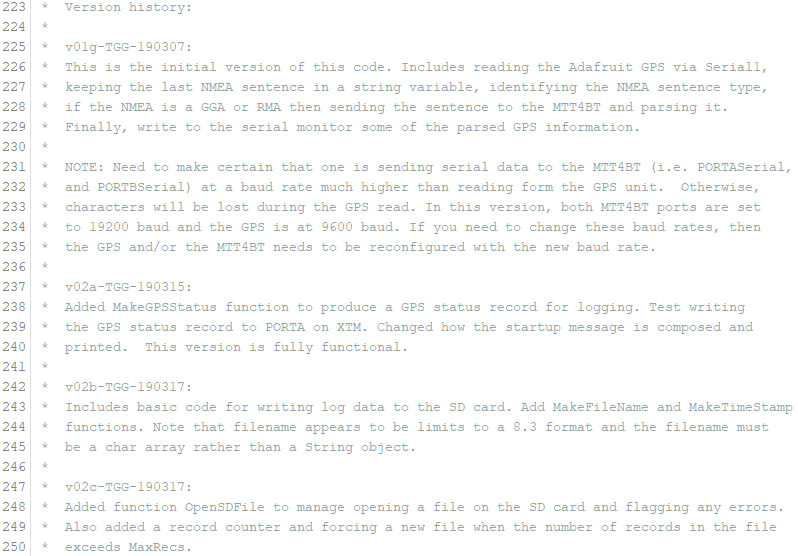 223 * Version history:
224 *
225 * v01g-TGG-190307:
226 * This is the initial version of this code. Includes reading the Adafruit GPS via Serial1,
227 * keeping the last NMEA sentence in a string variable, identifying the NMEA sentence type,
228 * if the NMEA is a GGA or RMA then sending the sentence to the MTT4BT and parsing it.
229 * Finally, write to the serial monitor some of the parsed GPS information.
230 *
231 * NOTE: Need to make certain that one is sending serial data to the MTT4BT (i.e. PORTASerial,
232 * and PORTBSerial) at a baud rate much higher than reading form the GPS unit.  Otherwise,
233 * characters will be lost during the GPS read. In this version, both MTT4BT ports are set
234 * to 19200 baud and the GPS is at 9600 baud. If you need to change these baud rates, then
235 * the GPS and/or the MTT4BT needs to be reconfigured with the new baud rate.
236 *
237 * v02a-TGG-190315:
238 * Added MakeGPSStatus function to produce a GPS status record for logging. Test writing
239 * the GPS status record to PORTA on XTM. Changed how the startup message is composed and
240 * printed.  This version is fully functional.
241 *
242 * v02b-TGG-190317:
243 * Includes basic code for writing log data to the SD card. Add MakeFileName and MakeTimeStamp
244 * functions. Note that filename appears to be limits to a 8.3 format and the filename must
245 * be a char array rather than a String object.
246 *
247 * v02c-TGG-190317:
248 * Added function OpenSDFile to manage opening a file on the SD card and flagging any errors.
249 * Also added a record counter and forcing a new file when the number of records in the file
250 * exceeds MaxRecs.